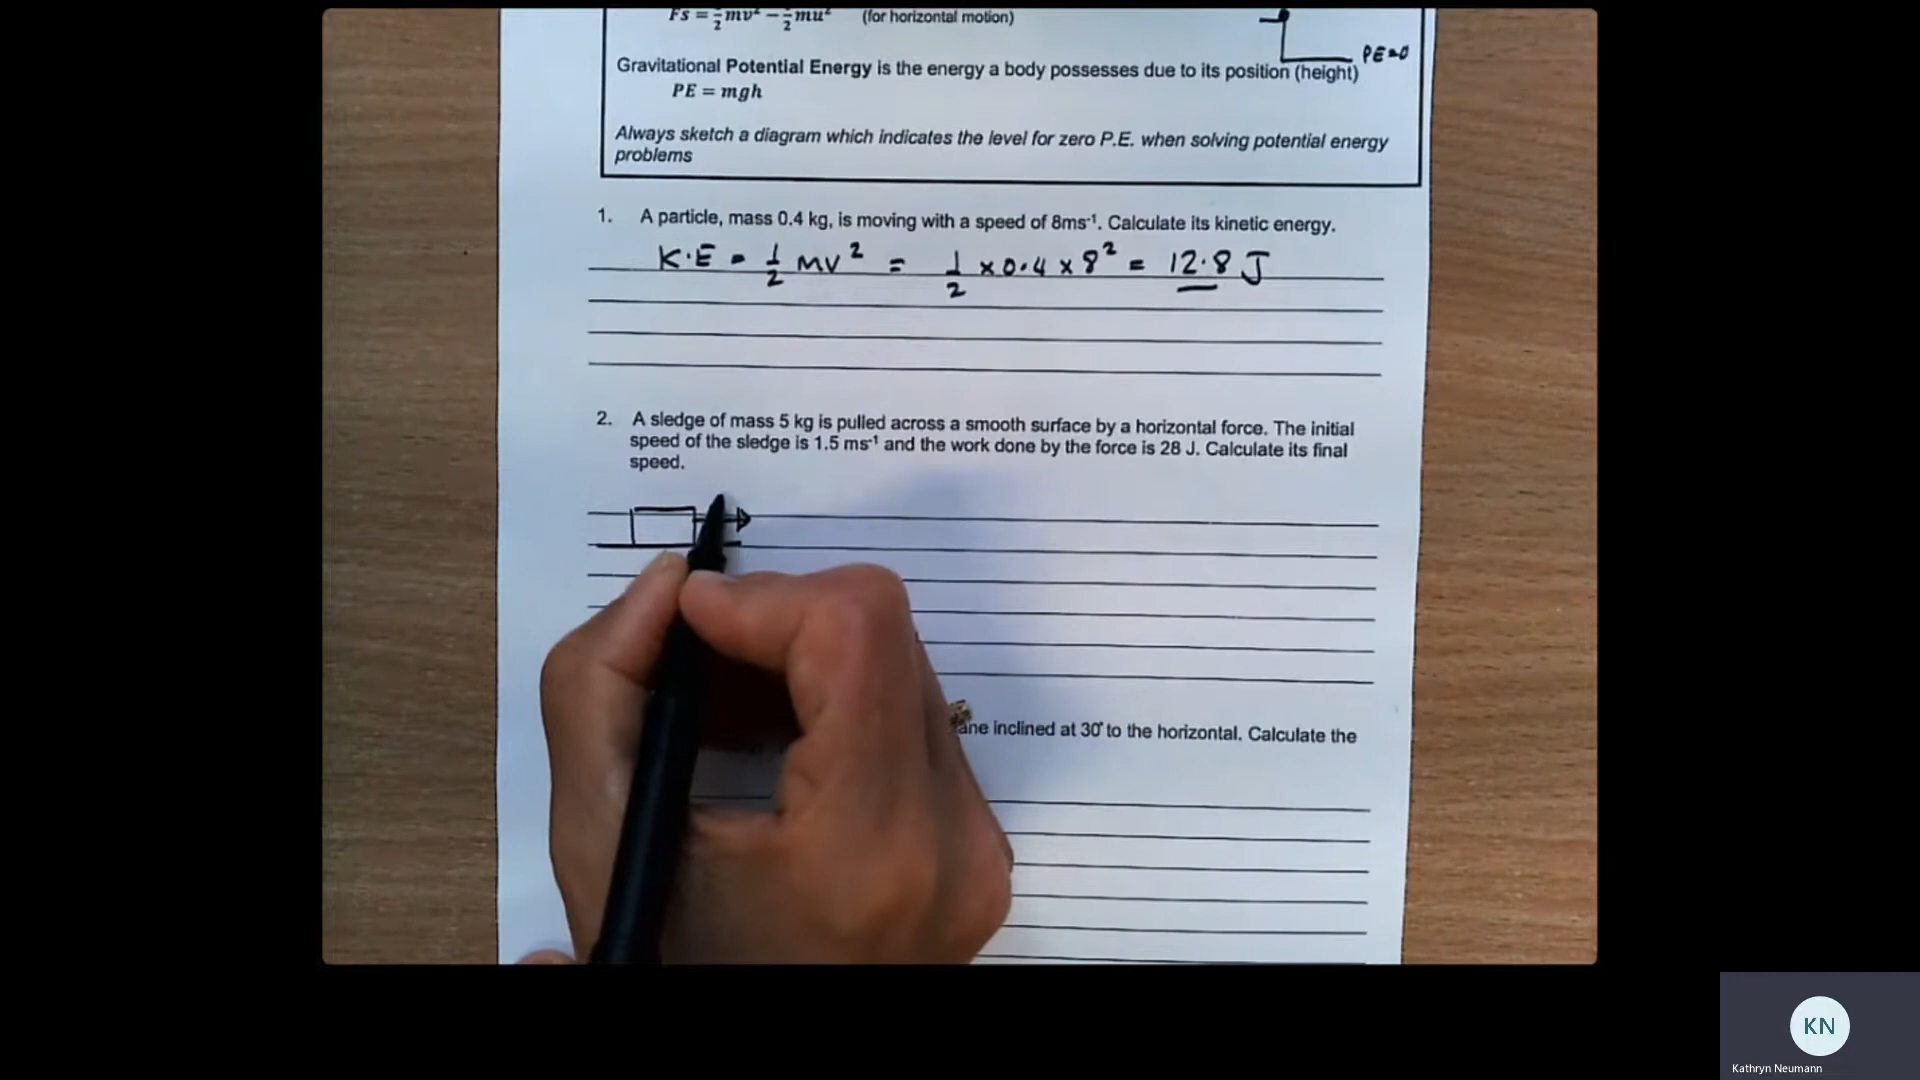 Fs = ½mv² − ½mu² (for horizontal motion)
PE=0
Gravitational Potential Energy is the energy a body possesses due to its position (height)
PE = mgh
Always sketch a diagram which indicates the level for zero P.E. when solving potential energy
problems
1. A particle, mass 0.4 kg, is moving with a speed of 8ms⁻¹. Calculate its kinetic energy.
K.E = ½ mv² = ½ × 0.4 × 8² = 12.8 J
2. A sledge of mass 5 kg is pulled across a smooth surface by a horizontal force. The initial
speed of the sledge is 1.5 ms⁻¹ and the work done by the force is 28 J. Calculate its final
speed.
inclined at 30° to the horizontal. Calculate the
KN
Kathryn Neumann